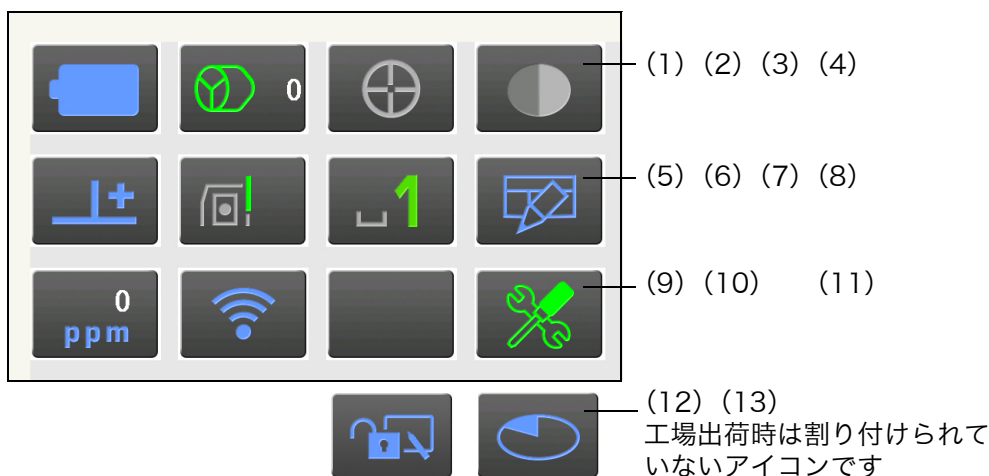 0
(1) (2) (3) (4)
1
(5) (6) (7) (8)
0
ppm
(9) (10) (11)
(12) (13)
工場出荷時は割り付けられて
いないアイコンです